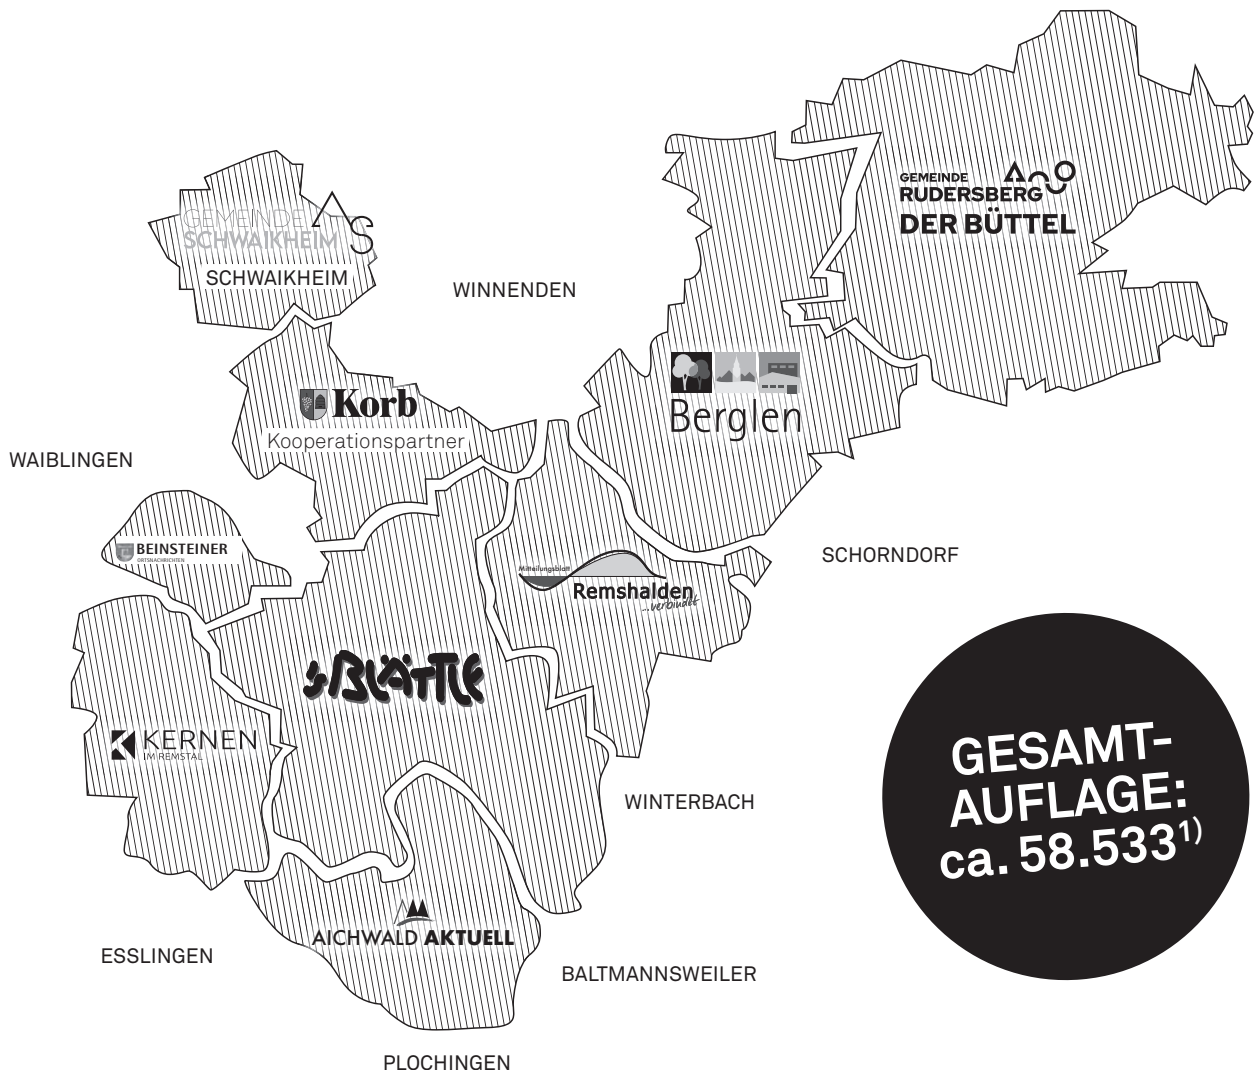 GEMEINDE
RUDERSBERG
DER BÜTTEL
GEMEINDE
SCHWAIKHEIM
S
SCHWAIKHEIM
WINNENDEN
Berglen
Korb
Kooperationspartner
WAIBLINGEN
BEINSTEINER
ORTSNACHRICHTEN
SCHORNDORF
Mitteilungsblatt
Remshalden
...verbindet
's BLÄTTLE
KERNEN
IM REMSTAL
GESAMT-
AUFLAGE:
ca. 58.533¹⁾
WINTERBACH
AICHWALD AKTUELL
ESSLINGEN
BALTMANNSWEILER
PLOCHINGEN